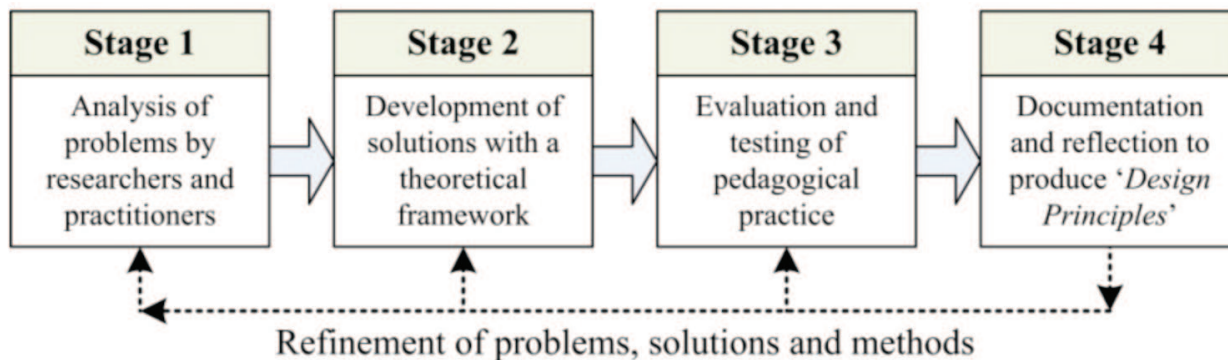 Stage 1
Analysis of
problems by
researchers and
practitioners
Stage 2
Development of
solutions with a
theoretical
framework
Stage 3
Evaluation and
testing of
pedagogical
practice
Stage 4
Documentation
and reflection to
produce ‘Design
Principles’
Refinement of problems, solutions and methods